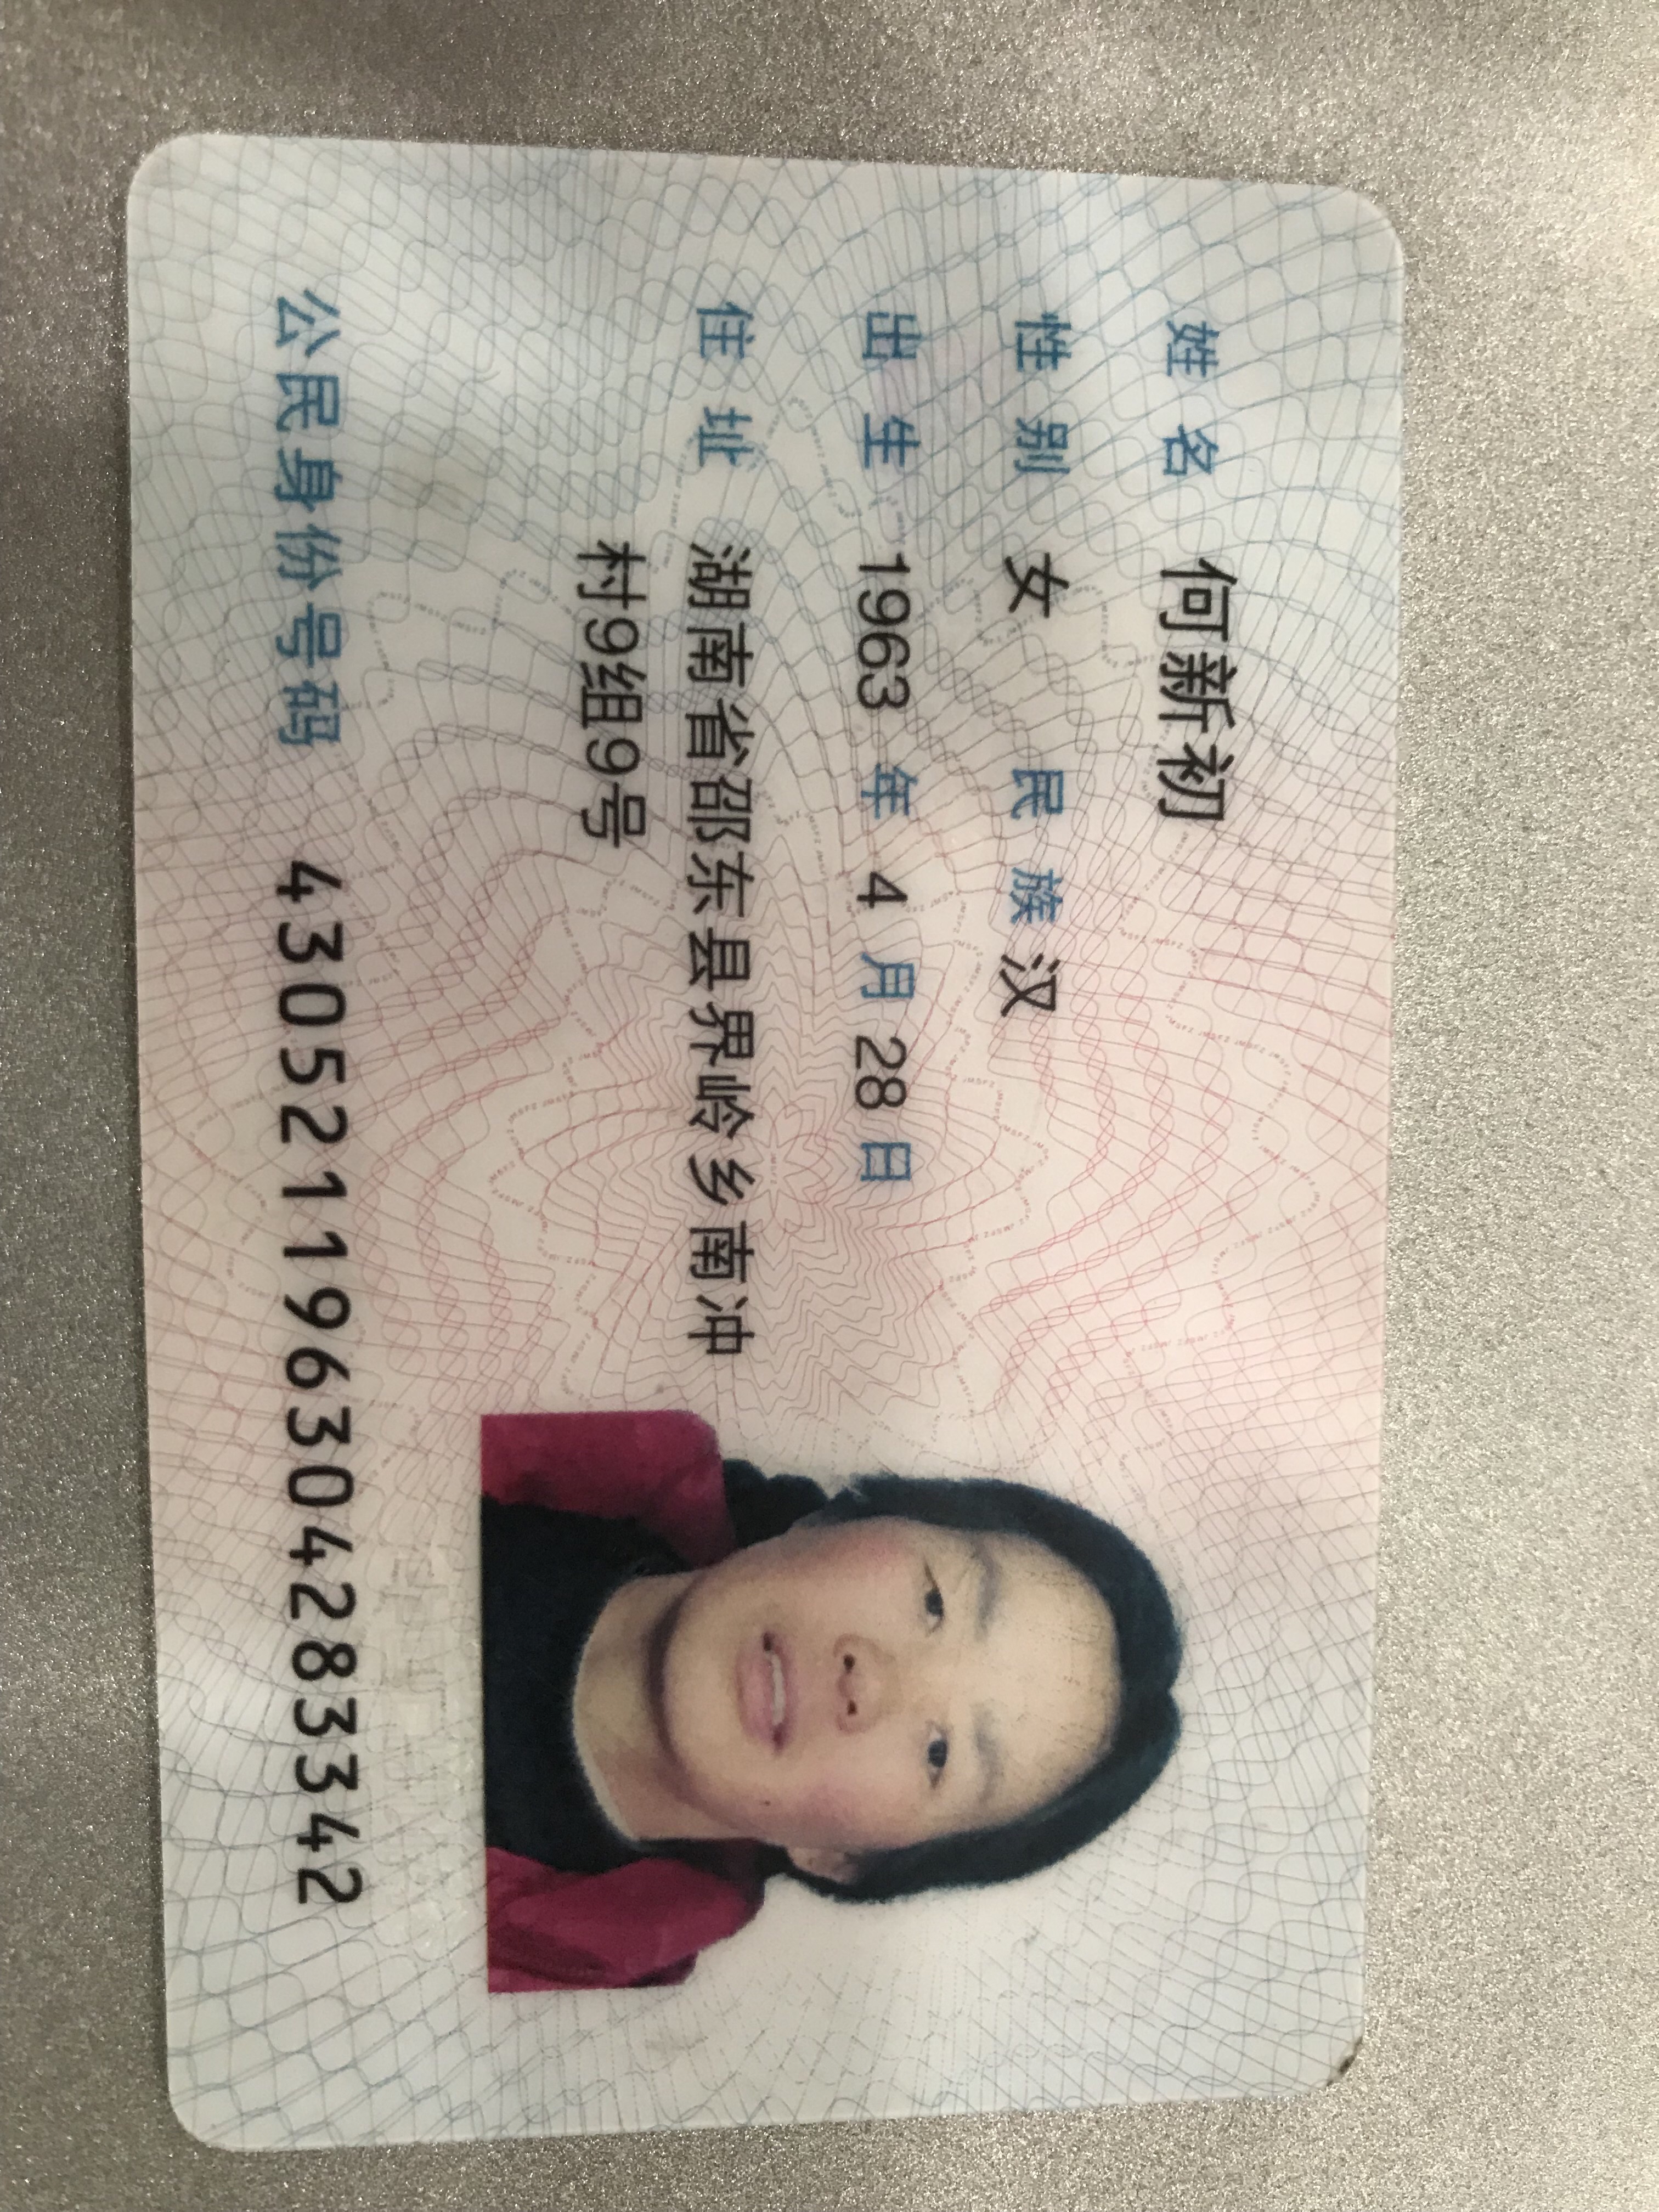 姓名 何新初
性别 女 民族 汉
出生 1963 年 4 月 28 日
住址 湖南省邵东县界岭乡南冲
村9组9号
公民身份号码 430521196304283342